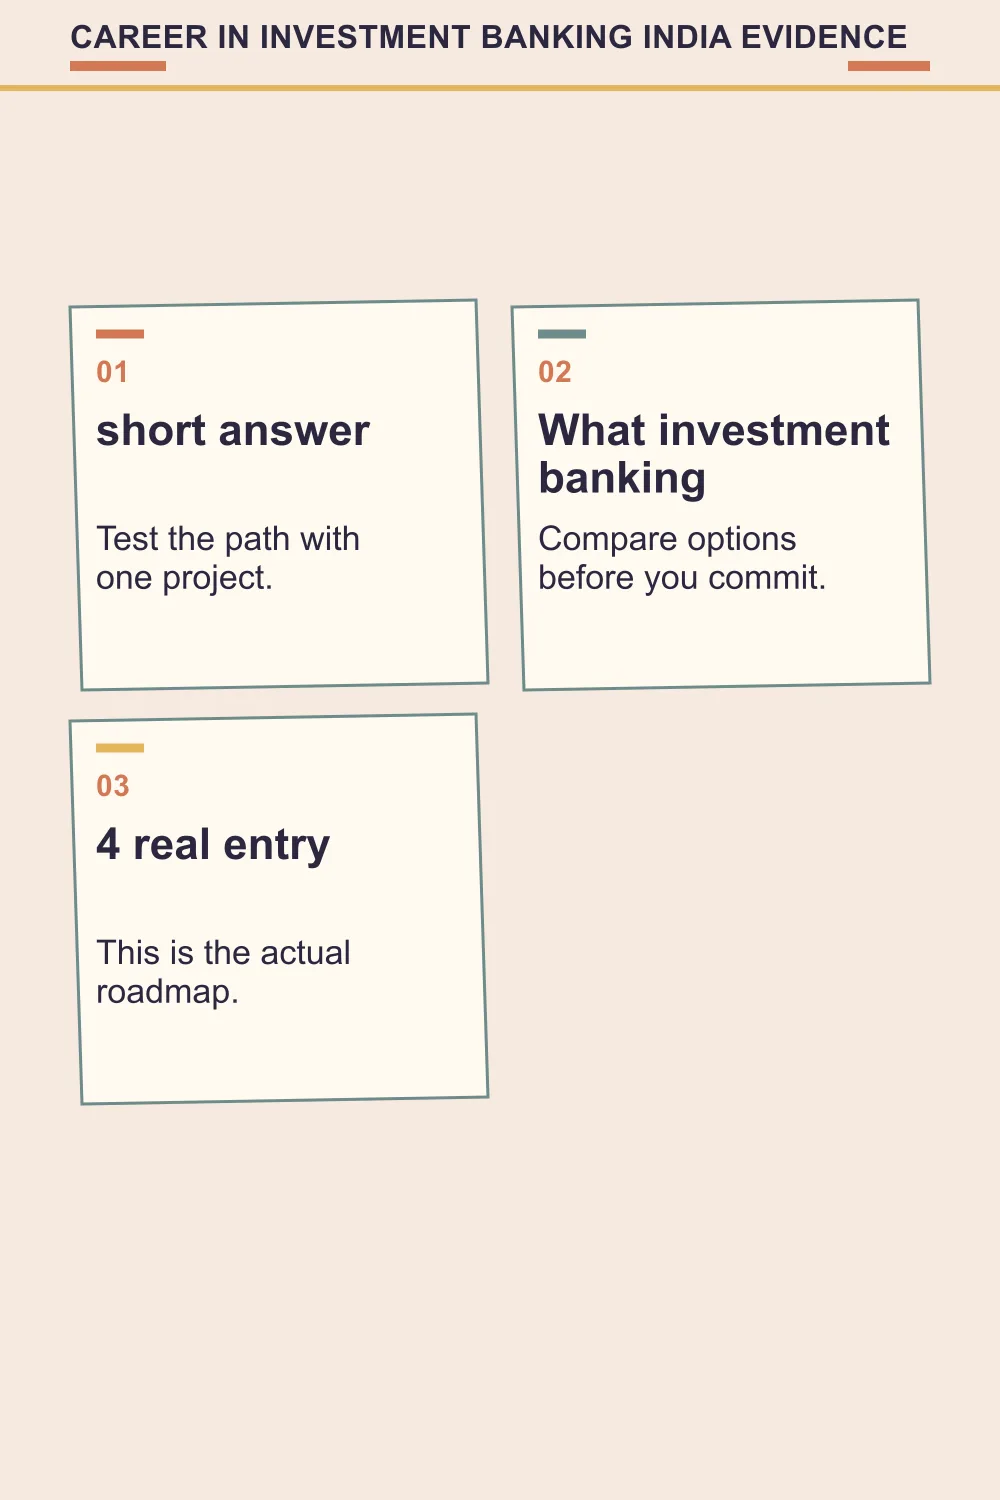 CAREER IN INVESTMENT BANKING INDIA EVIDENCE
01
short answer
Test the path with
one project.
02
What investment
banking
Compare options
before you commit.
03
4 real entry
This is the actual
roadmap.